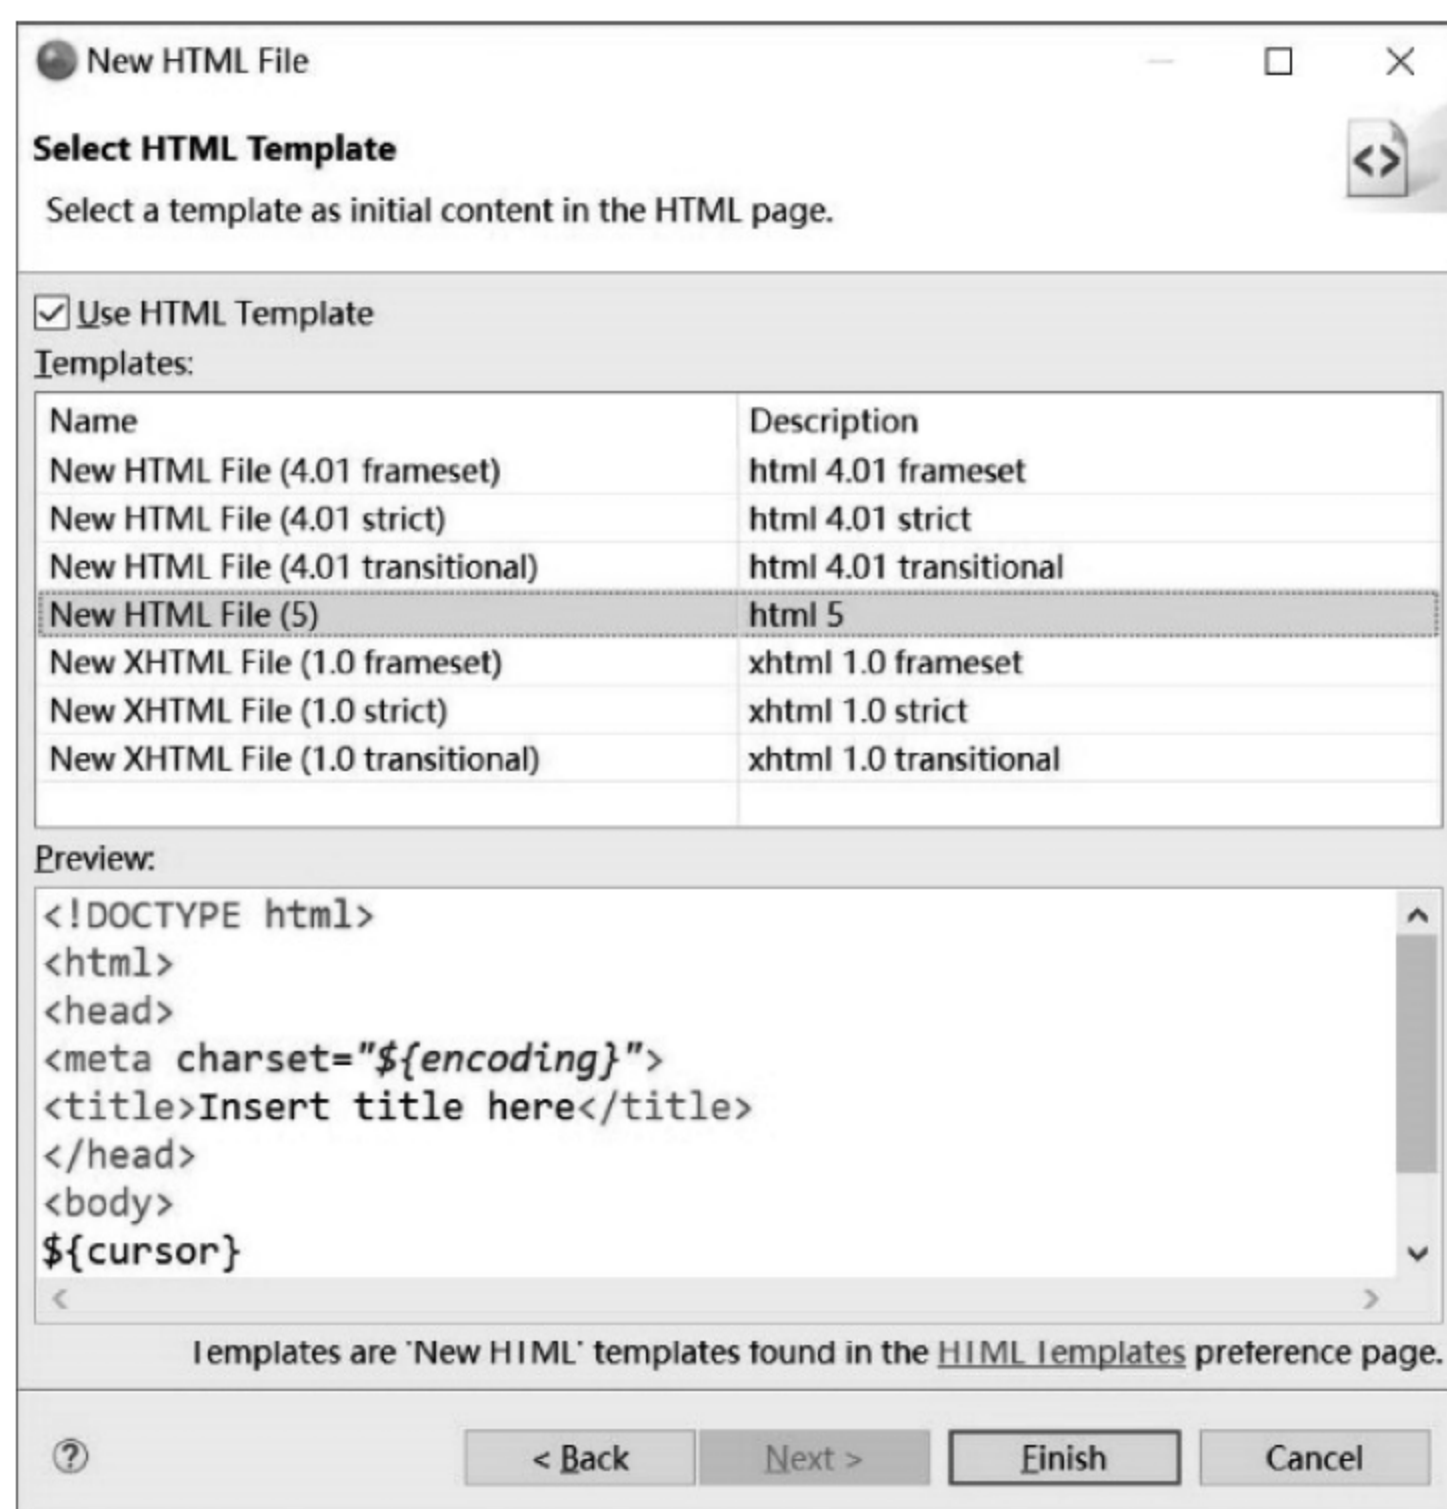 New HTML File
Select HTML Template
Select a template as initial content in the HTML page.
Use HTML Template
Templates:
Name Description
New HTML File (4.01 frameset) html 4.01 frameset
New HTML File (4.01 strict) html 4.01 strict
New HTML File (4.01 transitional) html 4.01 transitional
New HTML File (5) html 5
New XHTML File (1.0 frameset) xhtml 1.0 frameset
New XHTML File (1.0 strict) xhtml 1.0 strict
New XHTML File (1.0 transitional) xhtml 1.0 transitional
Preview:
<!DOCTYPE html>
<html>
<head>
<meta charset="${encoding}">
<title>Insert title here</title>
</head>
<body>
${cursor}
Templates are 'New HTML' templates found in the HTML Templates preference page.
? < Back Next > Finish Cancel